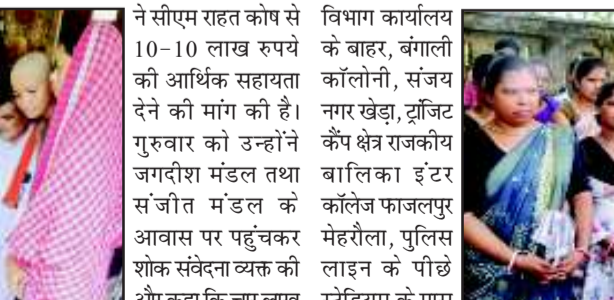 ने सीएम राहत कोष से
10-10 लाख रुपये
की आर्थिक सहायता
देने की मांग की है।
गुरुवार को उन्होंने
जगदीश मंडल तथा
संजीत मंडल के
आवास पर पहुंचकर
शोक संवेदना व्यक्त की
विभाग कार्यालय
के बाहर, बंगाली
कॉलोनी, संजय
नगर खेड़ा, ट्रांजिट
कैंप क्षेत्र राजकीय
बालिका इंटर
कॉलेज फाजलपुर
मेहरौला, पुलिस
लाइन के पीछे